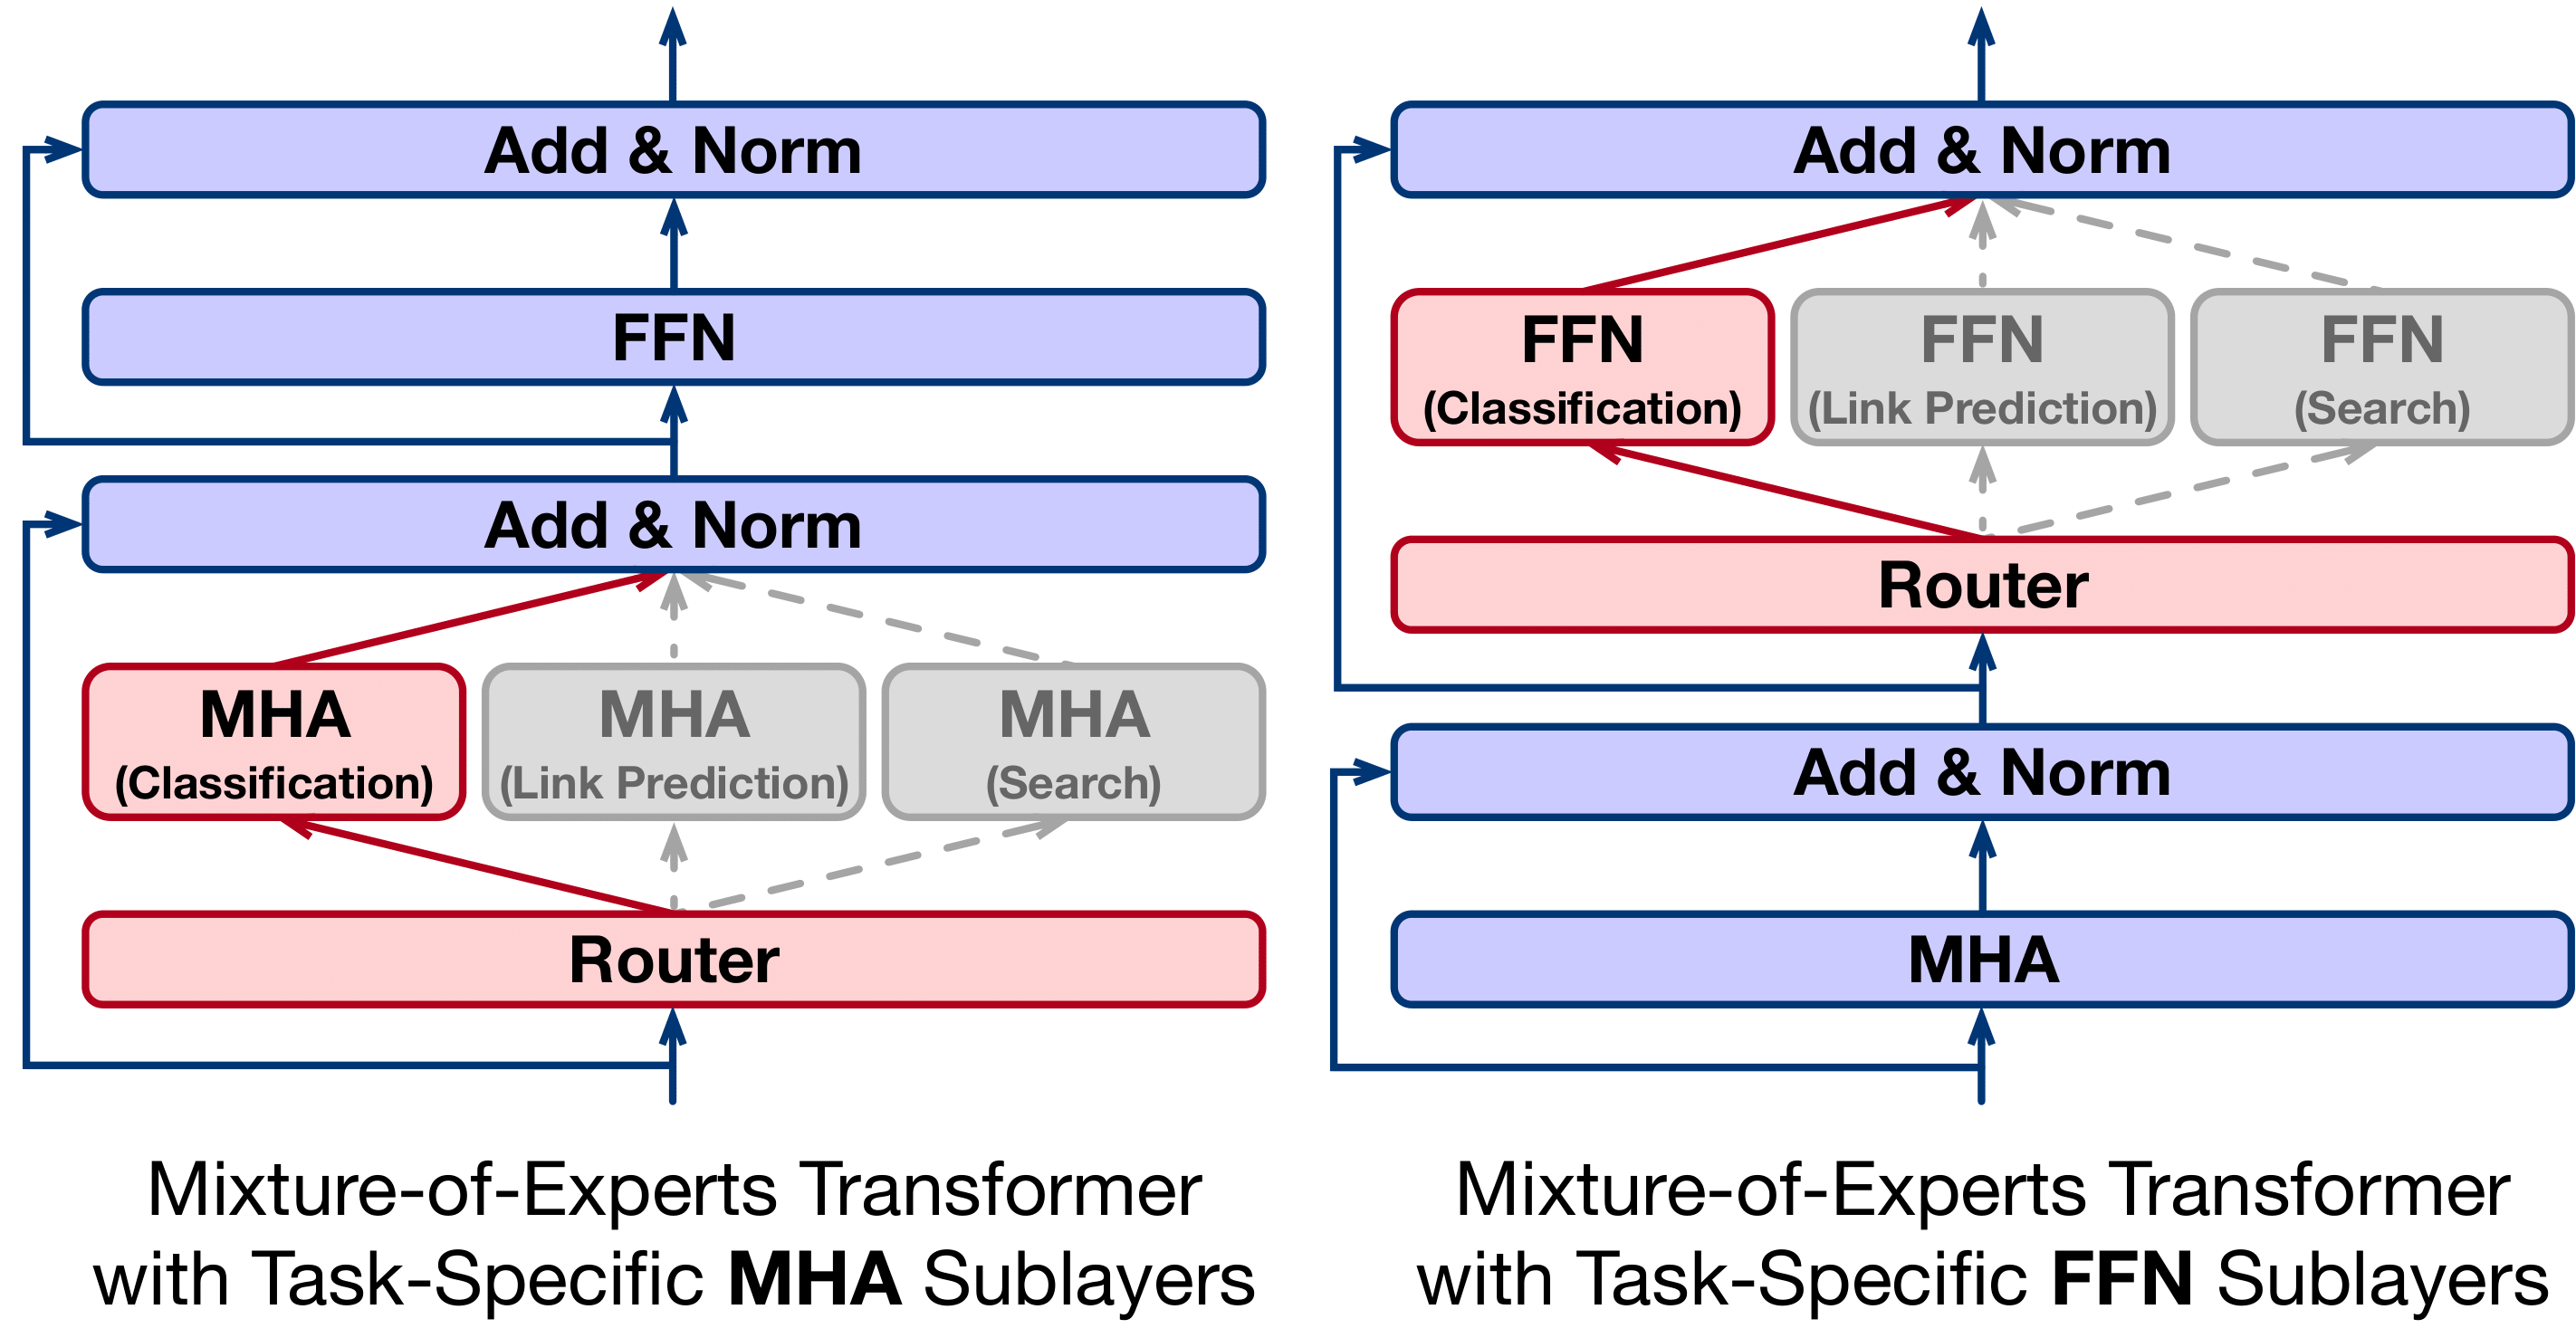 Add & Norm
FFN
Add & Norm
MHA
(Classification)
MHA
(Link Prediction)
MHA
(Search)
Router
Mixture-of-Experts Transformer
with Task-Specific MHA Sublayers
Add & Norm
FFN
(Classification)
FFN
(Link Prediction)
FFN
(Search)
Router
Add & Norm
MHA
Mixture-of-Experts Transformer
with Task-Specific FFN Sublayers